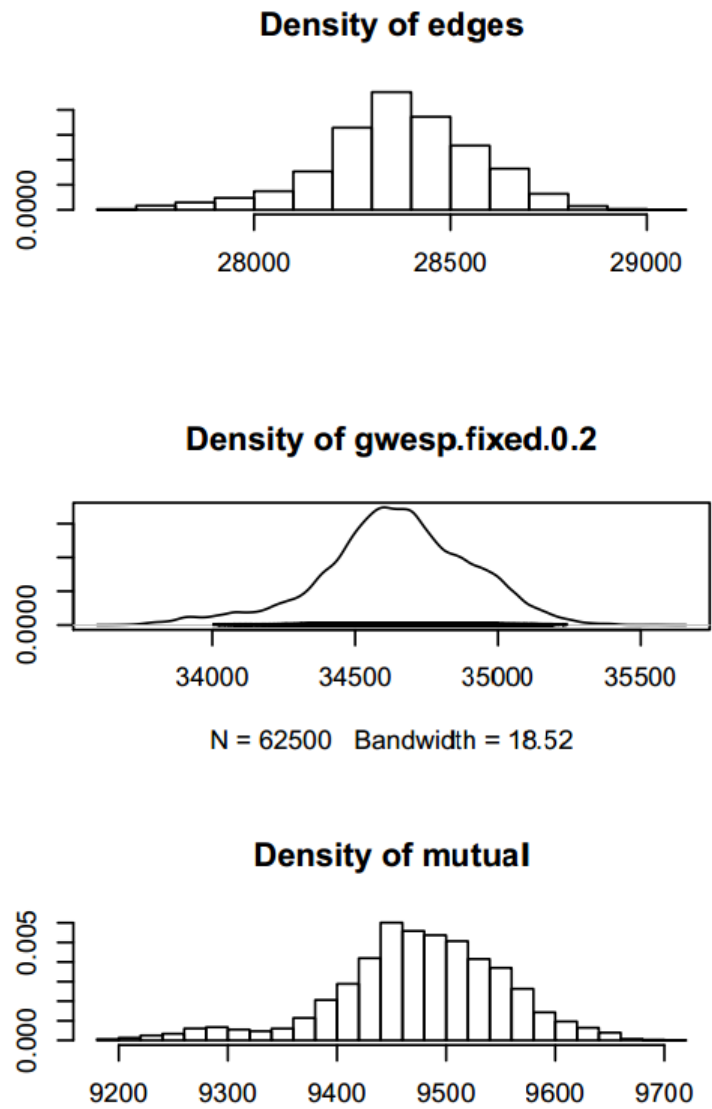 Density of edges
0.0000
28000 28500 29000
Density of gwesp.fixed.0.2
0.0000
34000 34500 35000 35500
N = 62500 Bandwidth = 18.52
Density of mutual
0.005
0.000
9200 9300 9400 9500 9600 9700